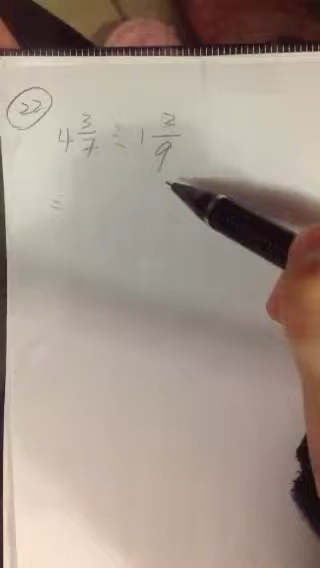 22
4 3/7 ÷ 1 2/9
=